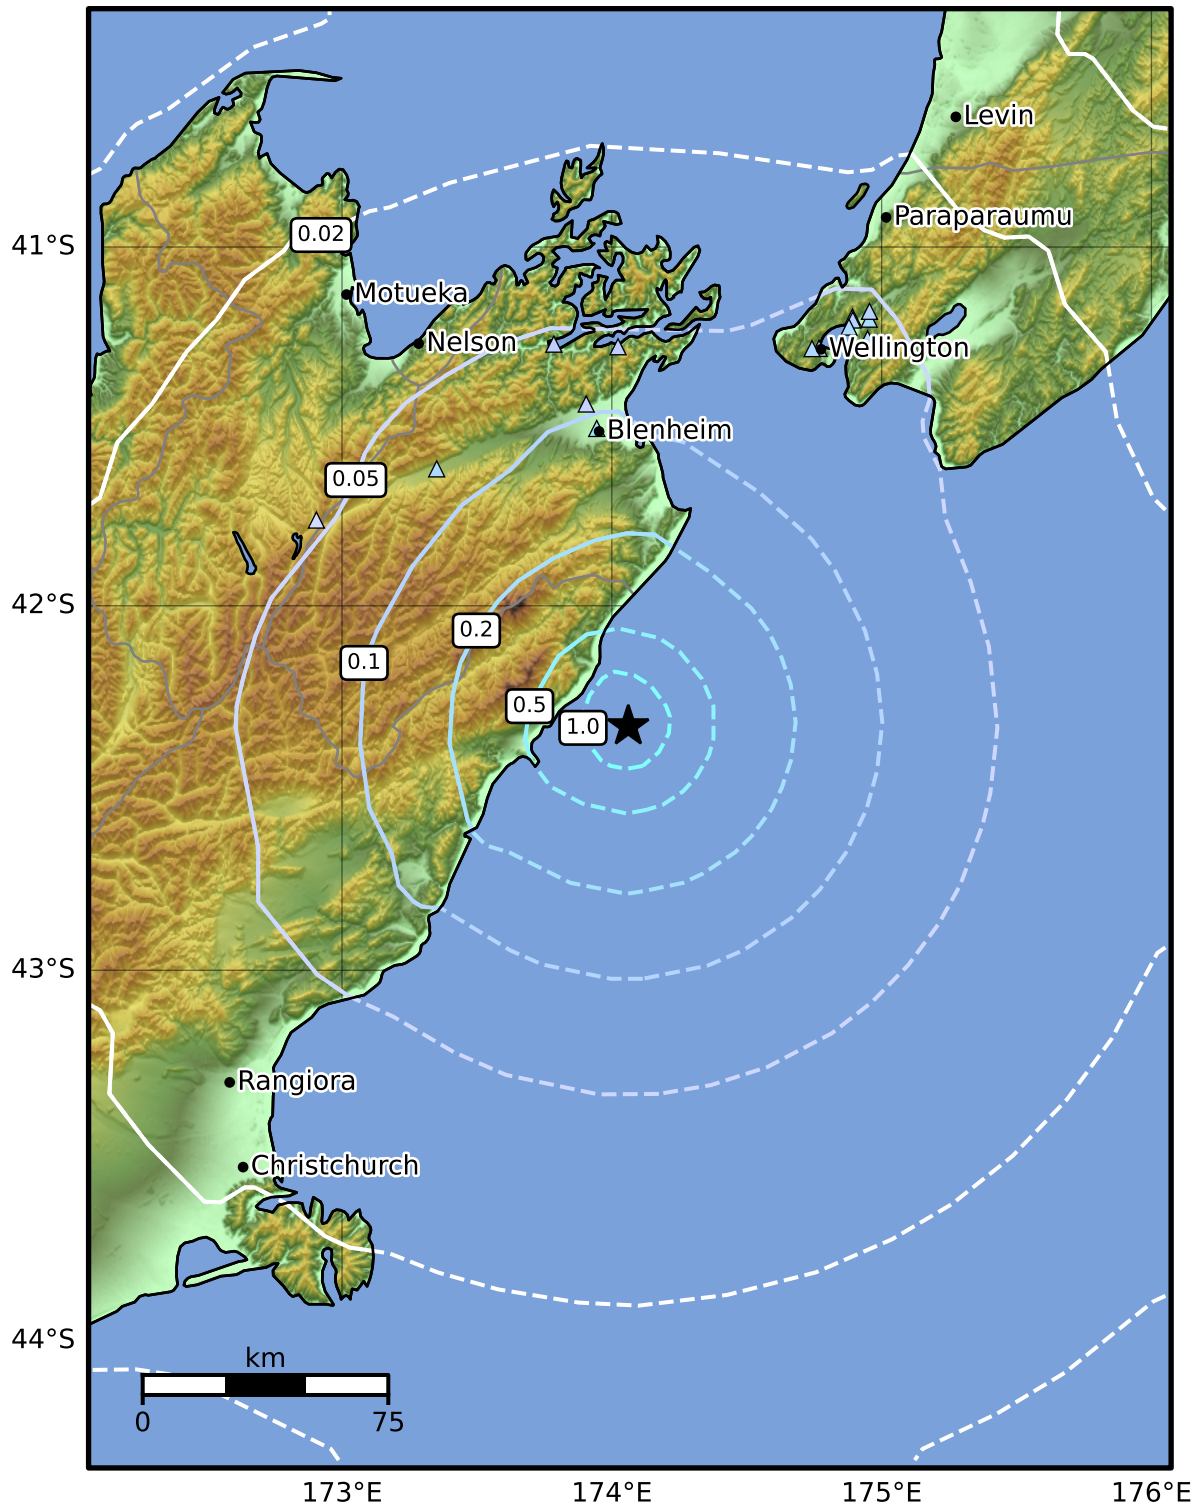 Levin
Paraparaumu
41°S
0.02
Motueka
Nelson
Wellington
Blenheim
0.05
42°S
0.2
0.1
0.5
1.0
43°S
Rangiora
Christchurch
44°S
km
0 75
173°E 174°E 175°E 176°E